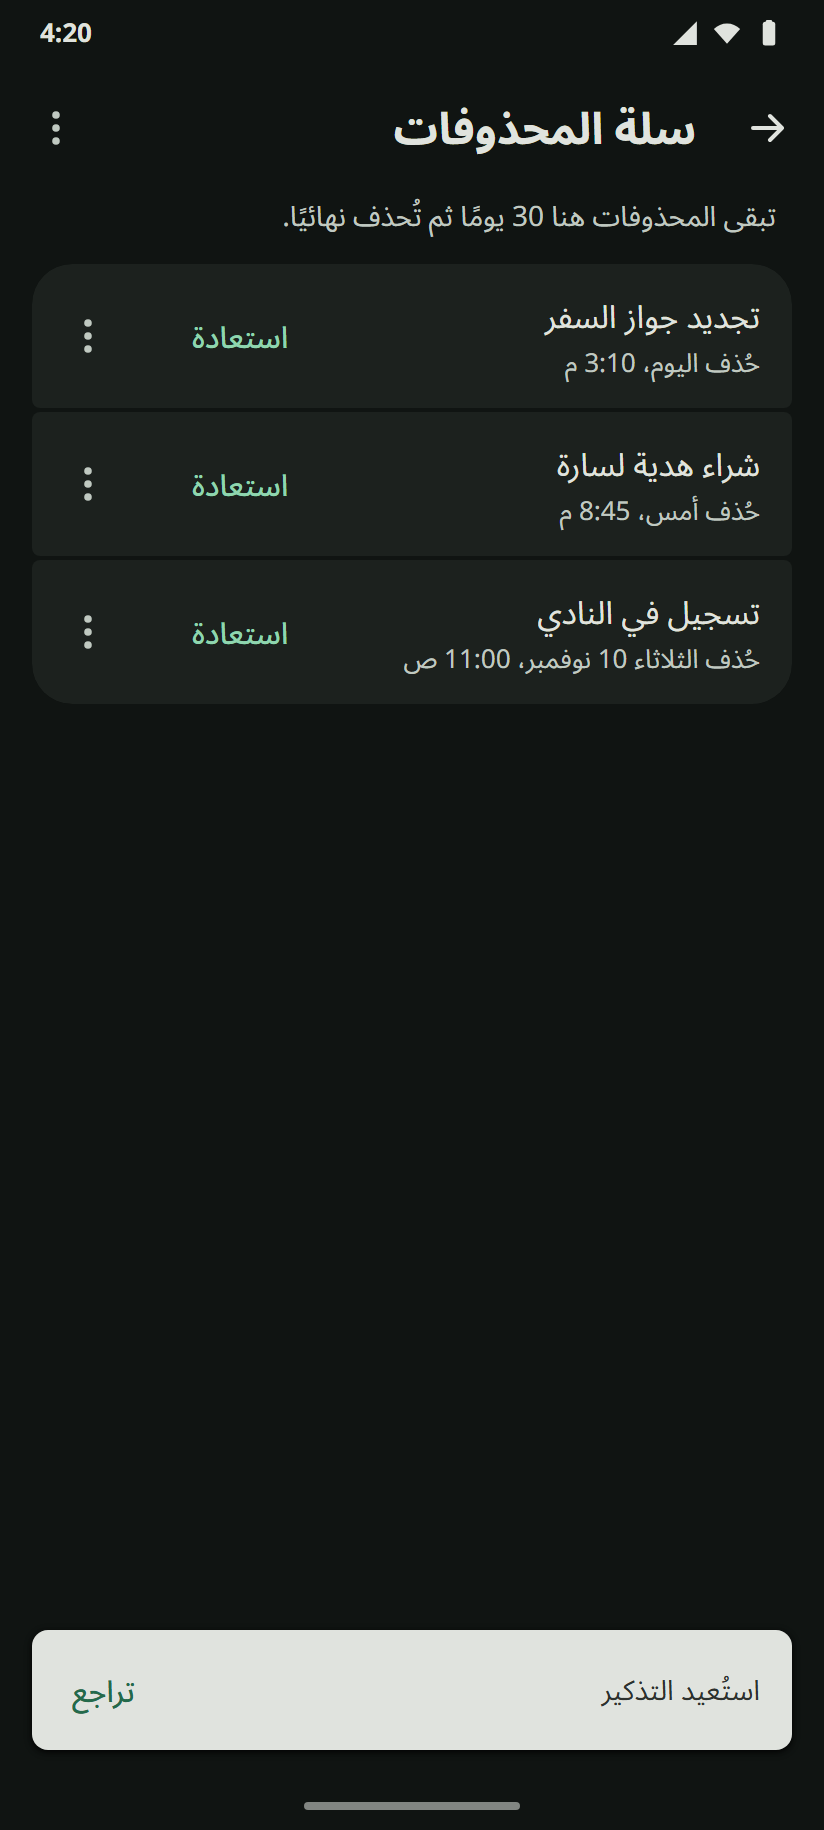 4:20
سلة المحذوفات
تبقى المحذوفات هنا 30 يومًا ثم تُحذف نهائيًا.
تجديد جواز السفر
حُذف اليوم، 3:10 م
استعادة
شراء هدية لسارة
حُذف أمس، 8:45 م
استعادة
تسجيل في النادي
حُذف الثلاثاء 10 نوفمبر، 11:00 ص
استعادة
استُعيد التذكير
تراجع